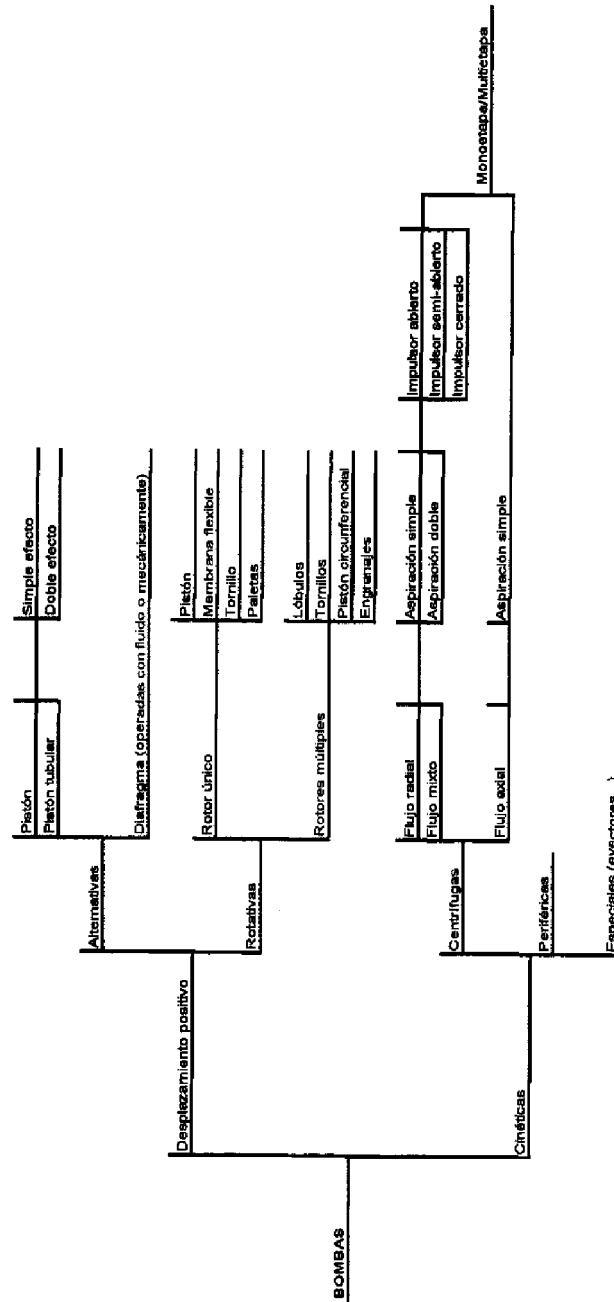 BOMBAS
Desplazamiento positivo
Alternativas
Pistón
Pistón tubular
Simple efecto
Doble efecto
Diafragma (operadas con fluido o mecánicamente)
Rotativas
Rotor único
Pistón
Membrana flexible
Tornillo
Paletas
Rotores múltiples
Lóbulos
Tornillos
Pistón circunferencial
Engranajes
Cinéticas
Centrífugas
Flujo radial
Flujo mixto
Aspiración simple
Aspiración doble
Impulsor abierto
Impulsor semi-abierto
Impulsor cerrado
Flujo axial
Aspiración simple
Monoetapa/Multietapa
Periféricas
Especiales (eyectores...)